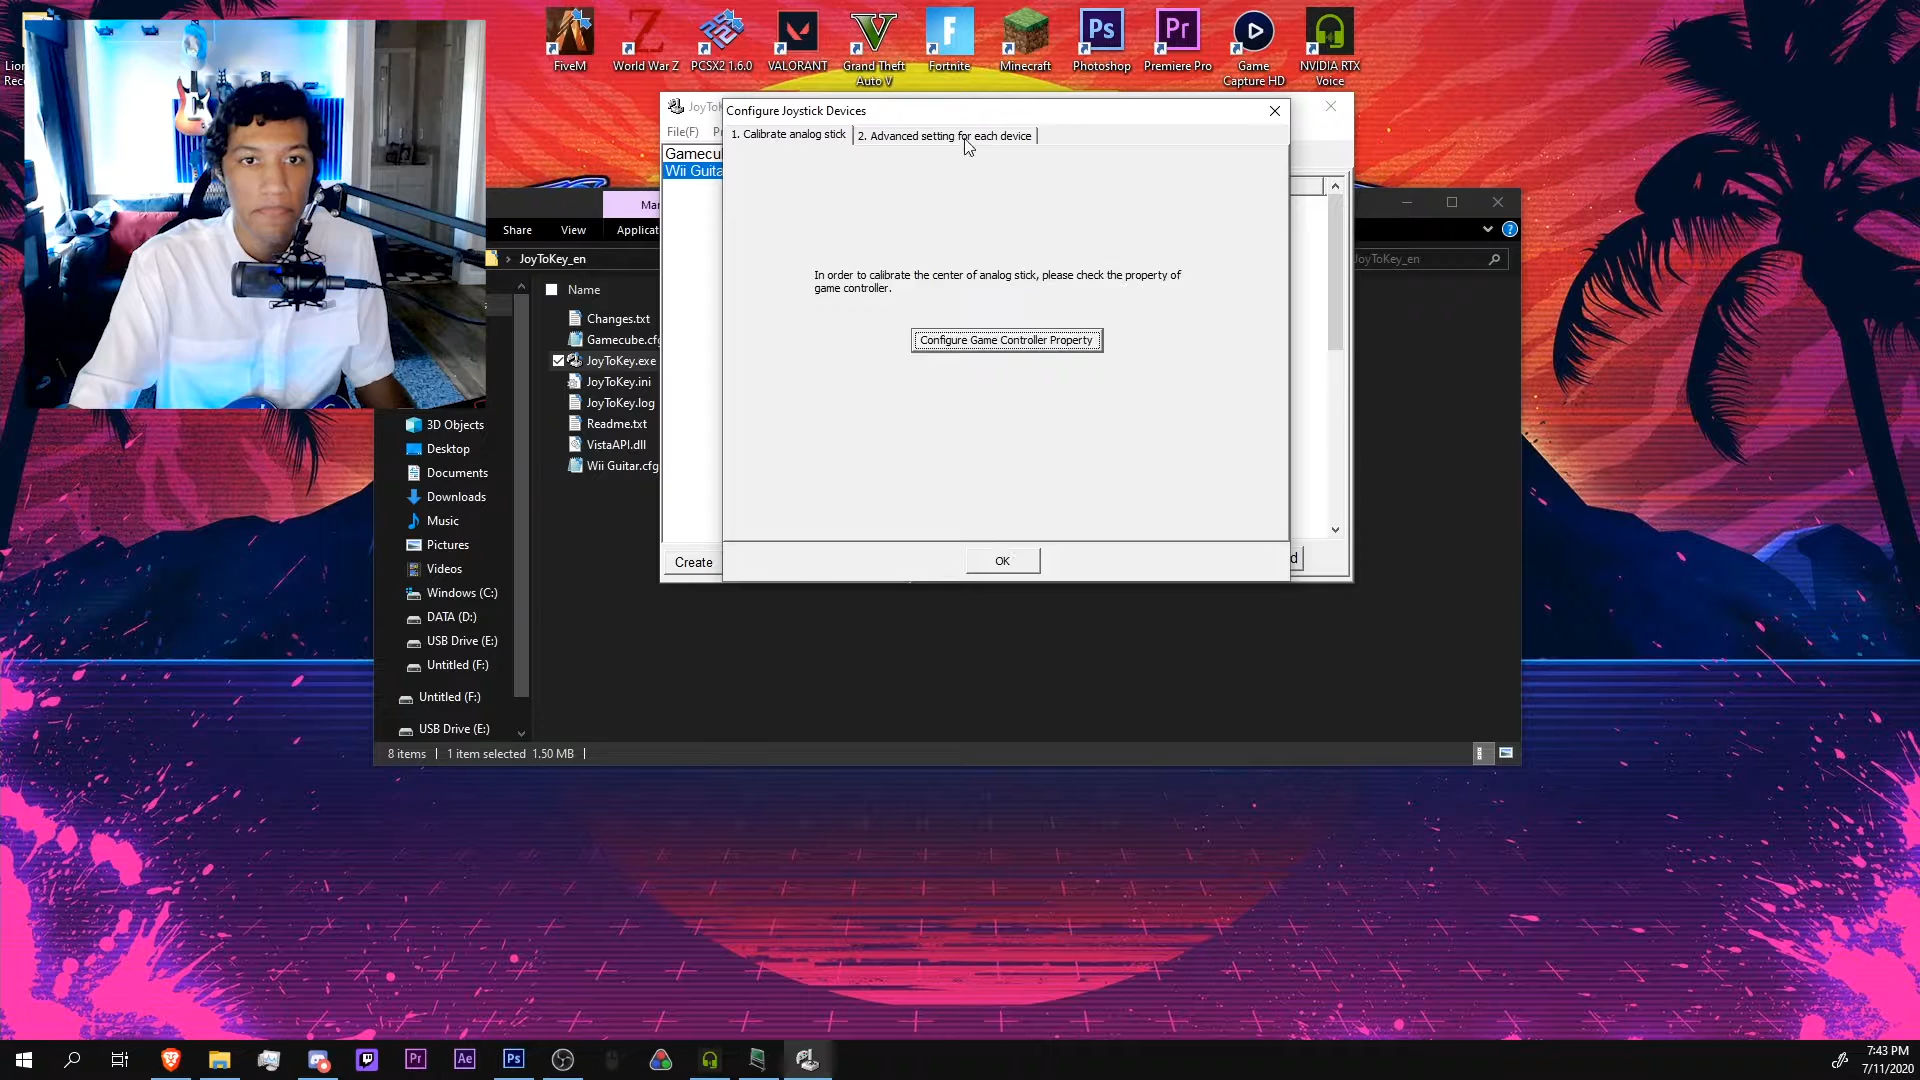 Lion
Rec
FiveM
World War Z
PCSX2 1.6.0
VALORANT
Grand Theft
Auto V
Fortnite
Minecraft
Photoshop
Premiere Pro
Game
Capture HD
NVIDIA RTX
Voice
Configure Joystick Devices
File(F)
1. Calibrate analog stick
2. Advanced setting for each device
Gamecu
Wii Guita
In order to calibrate the center of analog stick, please check the property of
game controller.
Configure Game Controller Property
OK
Create
d
Share
View
Applicat
JoyToKey_en
JoyToKey_en
Name
Changes.txt
Gamecube.cfg
JoyToKey.exe
JoyToKey.ini
JoyToKey.log
Readme.txt
VistaAPI.dll
Wii Guitar.cfg
3D Objects
Desktop
Documents
Downloads
Music
Pictures
Videos
Windows (C:)
DATA (D:)
USB Drive (E:)
Untitled (F:)
Untitled (F:)
USB Drive (E:)
8 items
1 item selected 1.50 MB
7:43 PM
7/11/2020